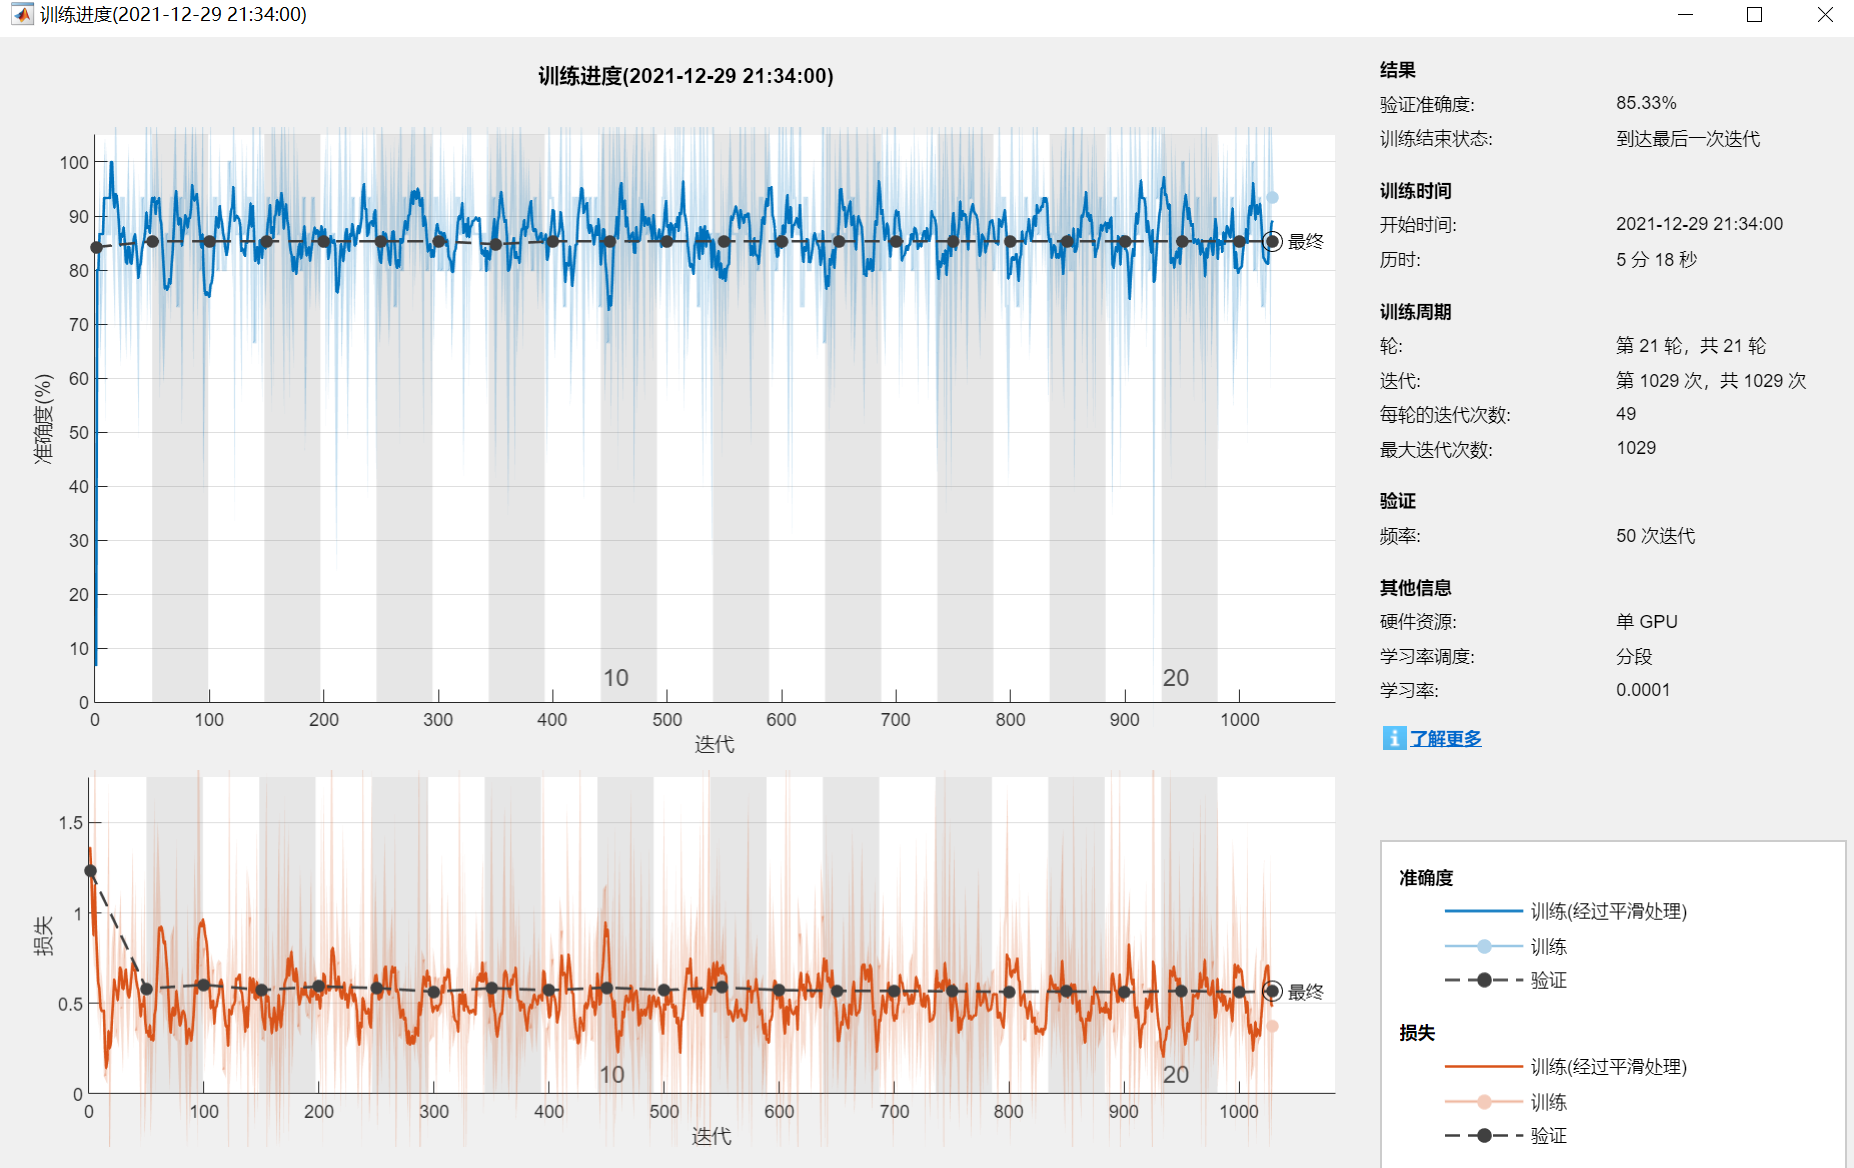 训练进度(2021-12-29 21:34:00)
训练进度(2021-12-29 21:34:00)
准确度(%)
100
90
80
70
60
50
40
30
20
10
0
10
20
最终
0 100 200 300 400 500 600 700 800 900 1000
迭代
损失
1.5
1
0.5
0
10
20
最终
0 100 200 300 400 500 600 700 800 900 1000
迭代
结果
验证准确度: 85.33%
训练结束状态: 到达最后一次迭代
训练时间
开始时间: 2021-12-29 21:34:00
历时: 5 分 18 秒
训练周期
轮: 第 21 轮，共 21 轮
迭代: 第 1029 次，共 1029 次
每轮的迭代次数: 49
最大迭代次数: 1029
验证
频率: 50 次迭代
其他信息
硬件资源: 单 GPU
学习率调度: 分段
学习率: 0.0001
i 了解更多
准确度
训练(经过平滑处理)
训练
验证
损失
训练(经过平滑处理)
训练
验证